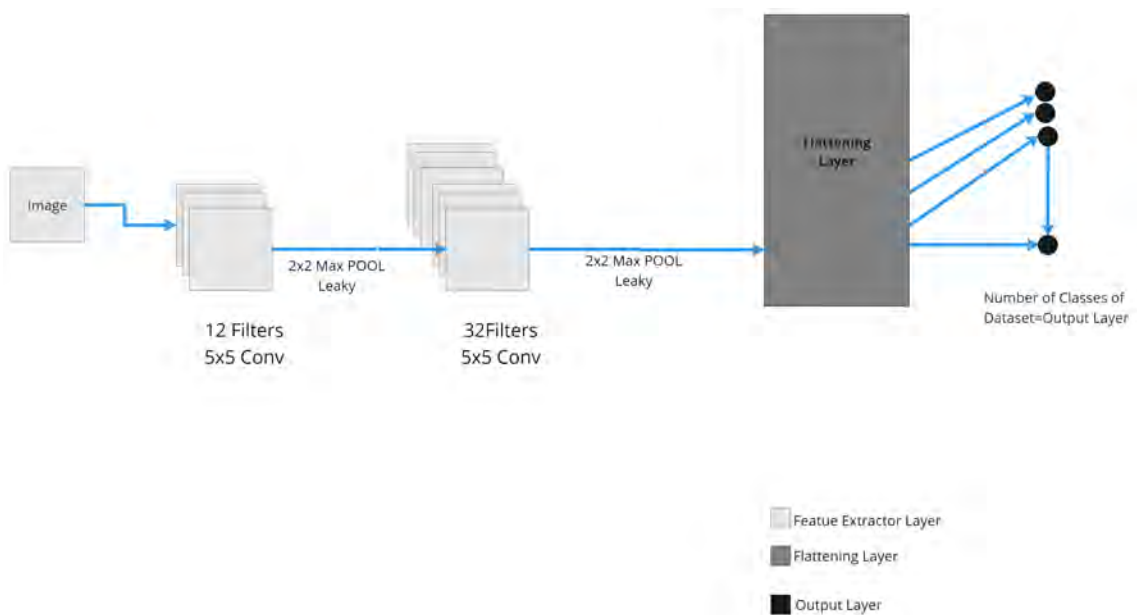 Image
2x2 Max POOL
Leaky
12 Filters
5x5 Conv
32Filters
5x5 Conv
2x2 Max POOL
Leaky
Flattening
Layer
Number of Classes of
Dataset=Output Layer
Featue Extractor Layer
Flattening Layer
Output Layer